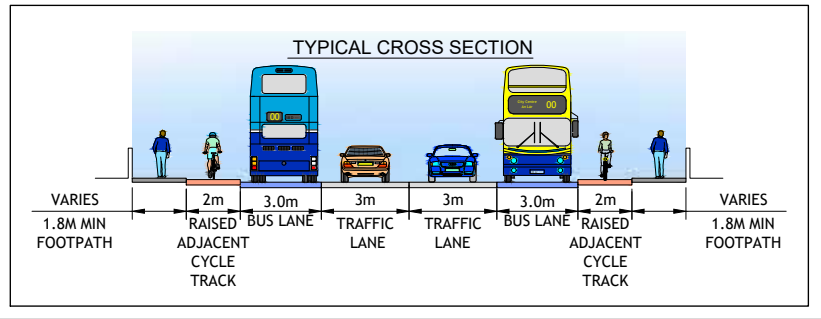 TYPICAL CROSS SECTION
00
00
VARIES
2m
3.0m
3m
3m
3.0m
2m
VARIES
1.8M MIN
FOOTPATH
RAISED
ADJACENT
CYCLE
TRACK
BUS LANE
TRAFFIC
LANE
TRAFFIC
LANE
BUS LANE
RAISED
ADJACENT
CYCLE
TRACK
1.8M MIN
FOOTPATH